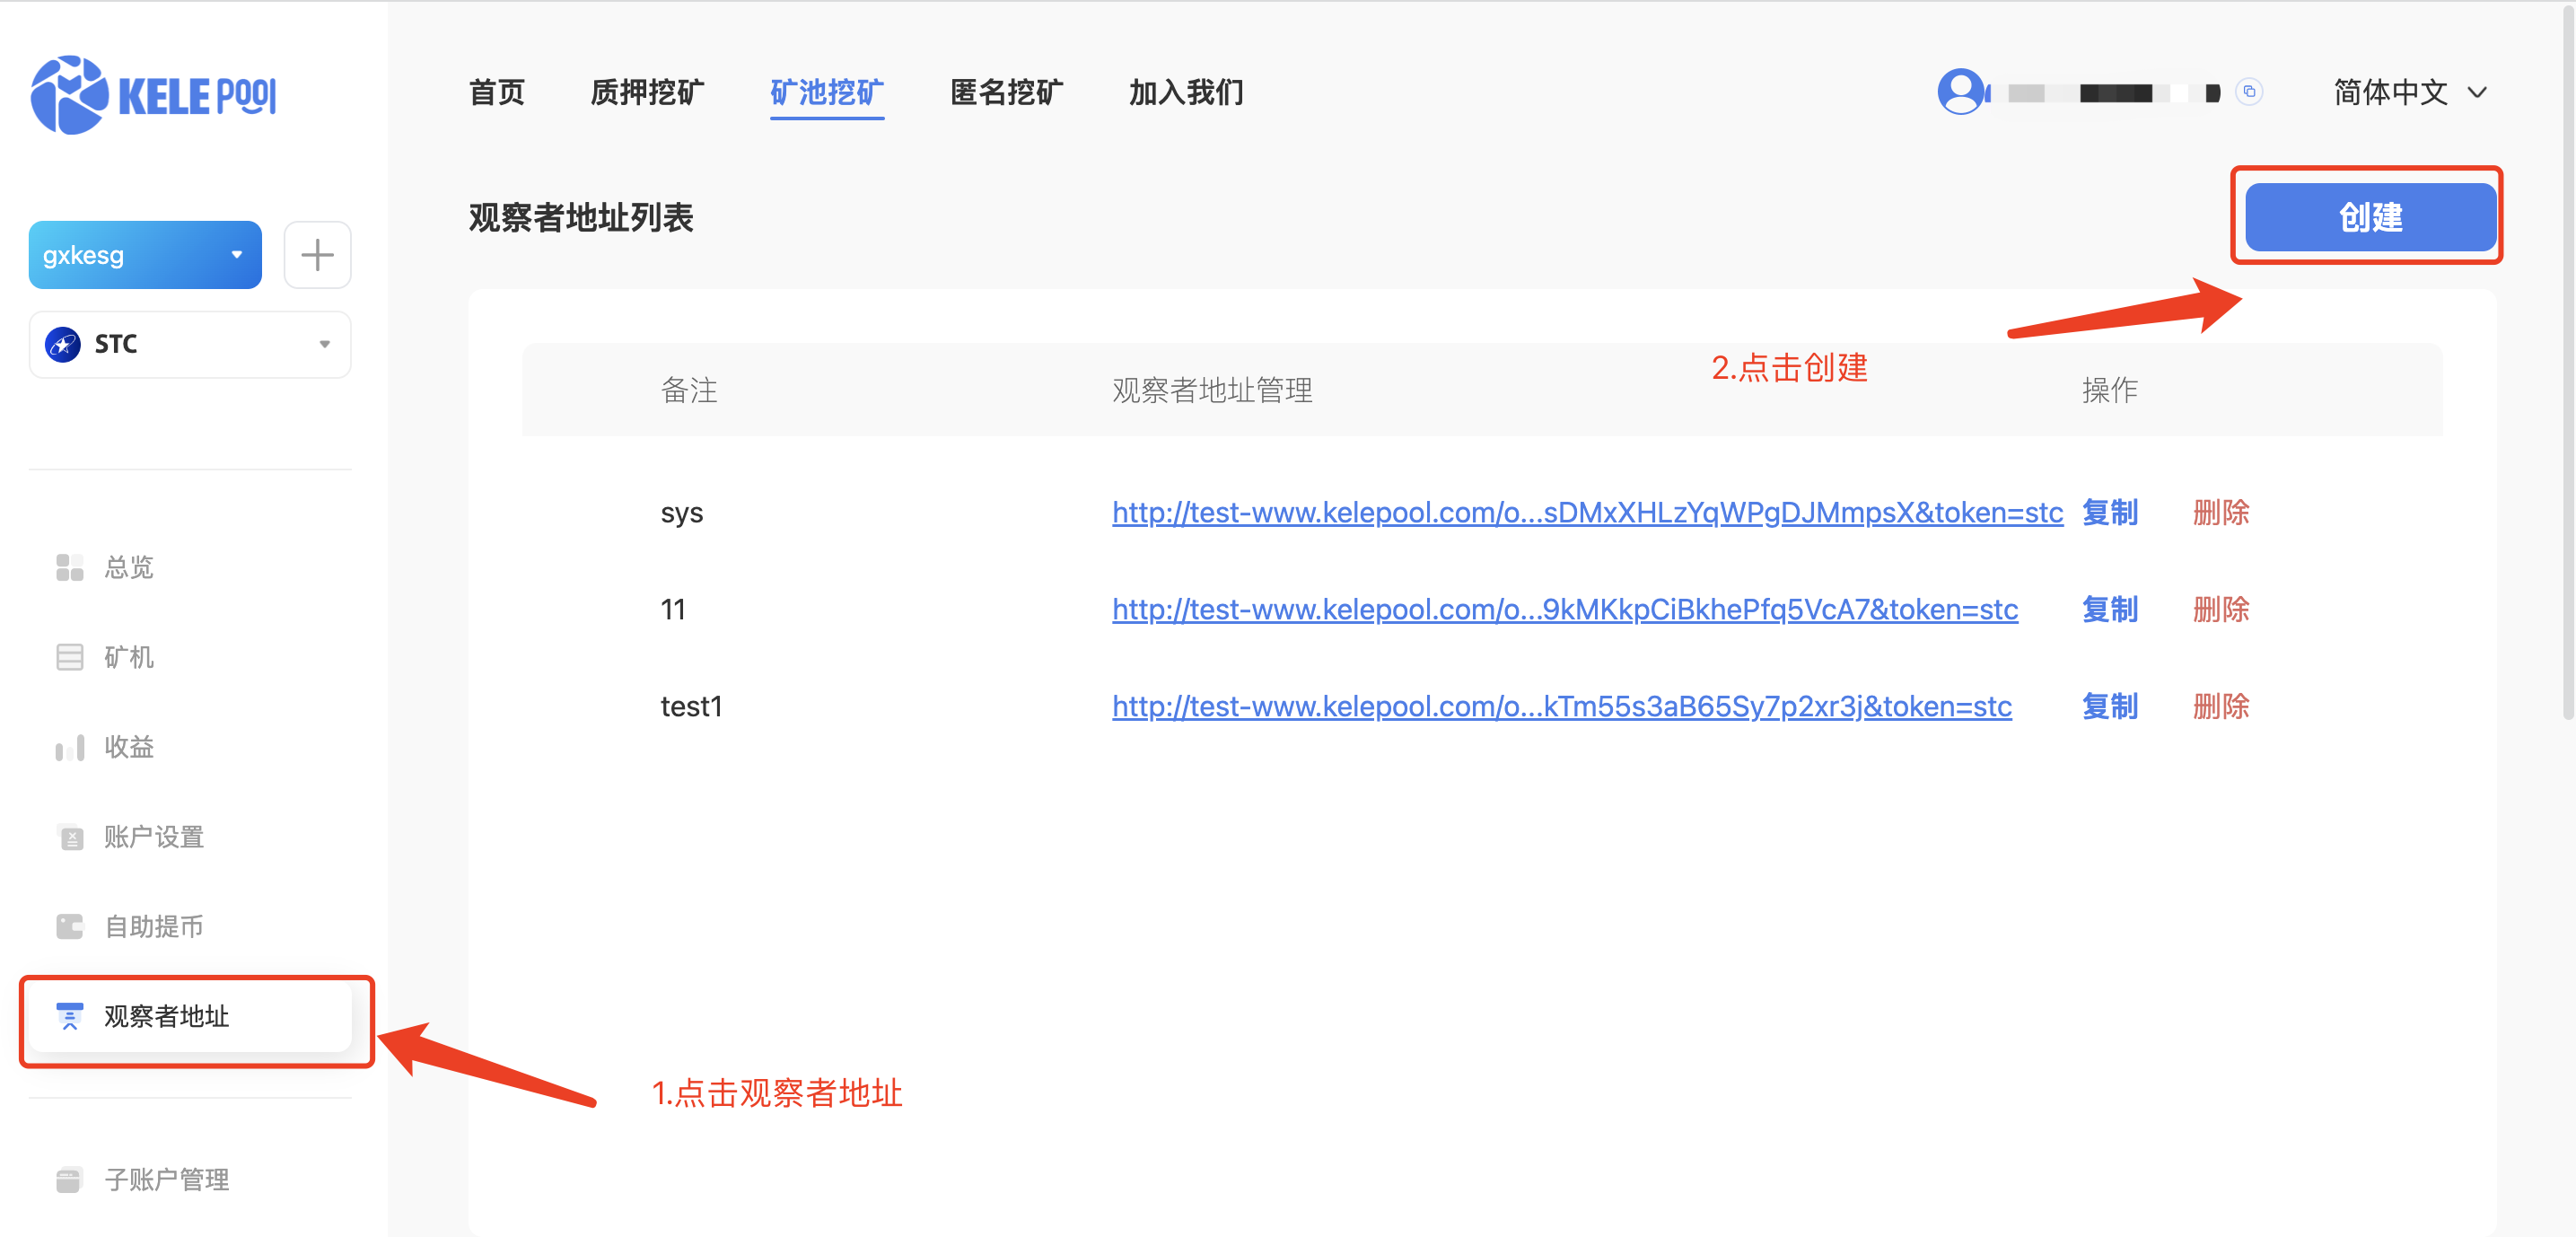 KELE POOL
首页 质押挖矿 矿池挖矿 匿名挖矿 加入我们 简体中文
gxkesg
STC
总览
矿机
收益
账户设置
自助提币
观察者地址
子账户管理
观察者地址列表 创建
2.点击创建
备注 观察者地址管理 操作
sys http://test-www.kelepool.com/o...sDMxXHLzYqWPgDJMmpsX&token=stc 复制 删除
11 http://test-www.kelepool.com/o...9kMKkpCiBkhePfq5VcA7&token=stc 复制 删除
test1 http://test-www.kelepool.com/o...kTm55s3aB65Sy7p2xr3j&token=stc 复制 删除
1.点击观察者地址